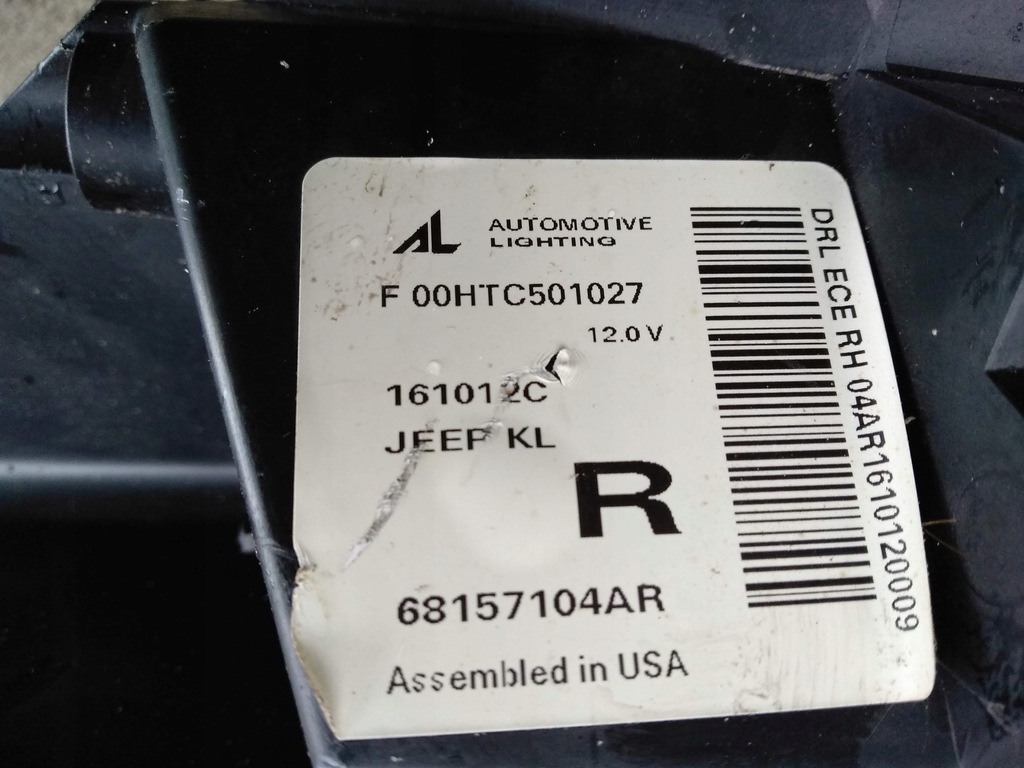 AL
AUTOMOTIVE
LIGHTING
F 00HTC501027
12.0 V
161012C
JEEP KL
R
68157104AR
Assembled in USA
DRL ECE RH 04AR1610120009